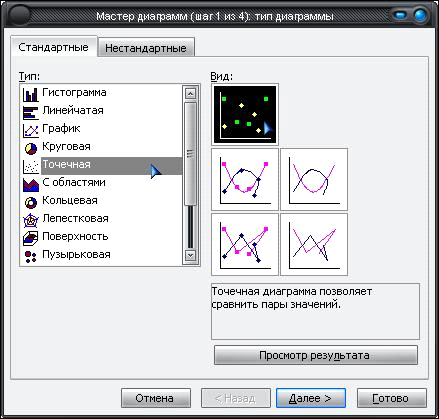 Мастер диаграмм (шаг 1 из 4): тип диаграммы
Стандартные
Нестандартные
Тип:
Гистограмма
Линейчатая
График
Круговая
Точечная
С областями
Кольцевая
Лепестковая
Поверхность
Пузырьковая
Вид:
Точечная диаграмма позволяет
сравнить пары значений.
Просмотр результата
Отмена
< Назад
Далее >
Готово